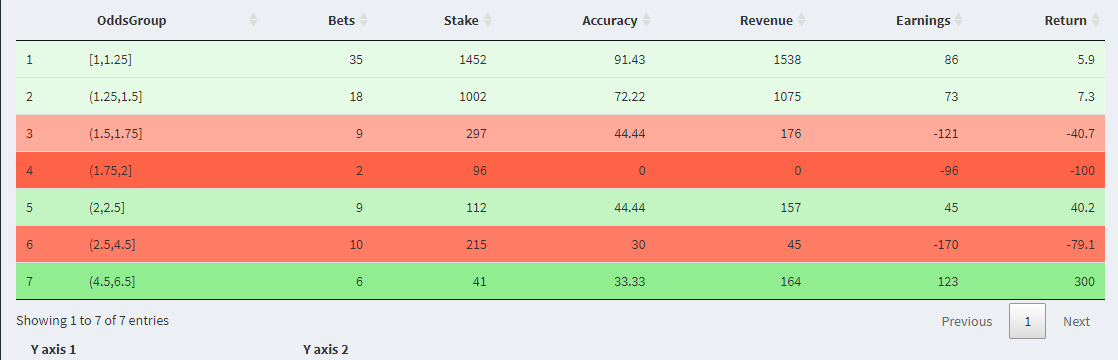 OddsGroup Bets Stake Accuracy Revenue Earnings Return
1 [1,1.25] 35 1452 91.43 1538 86 5.9
2 (1.25,1.5] 18 1002 72.22 1075 73 7.3
3 (1.5,1.75] 9 297 44.44 176 -121 -40.7
4 (1.75,2] 2 96 0 0 -96 -100
5 (2,2.5] 9 112 44.44 157 45 40.2
6 (2.5,4.5] 10 215 30 45 -170 -79.1
7 (4.5,6.5] 6 41 33.33 164 123 300
Showing 1 to 7 of 7 entries Previous 1 Next
Y axis 1 Y axis 2